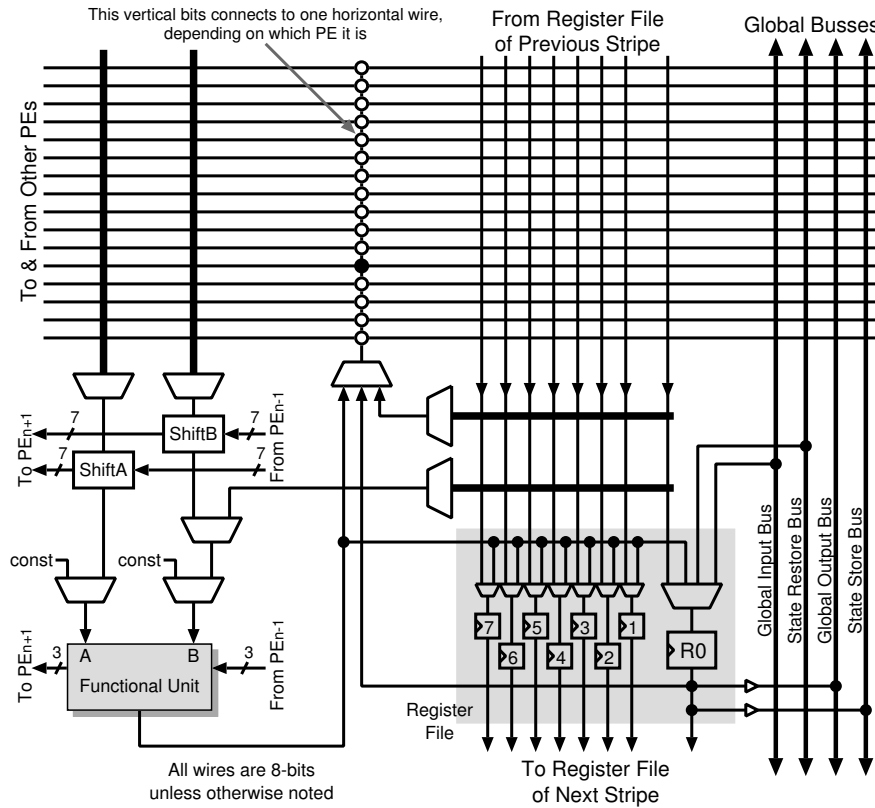 This vertical bits connects to one horizontal wire,
depending on which PE it is
From Register File
of Previous Stripe
Global Busses
To & From Other PEs
To PEn+1
7
ShiftB
7
From PEn-1
7
ShiftA
7
const
const
To PEn+1
3
A
B
Functional Unit
3
From PEn-1
7
5
3
1
6
4
2
R0
Register
File
Global Input Bus
State Restore Bus
Global Output Bus
State Store Bus
All wires are 8-bits
unless otherwise noted
To Register File
of Next Stripe